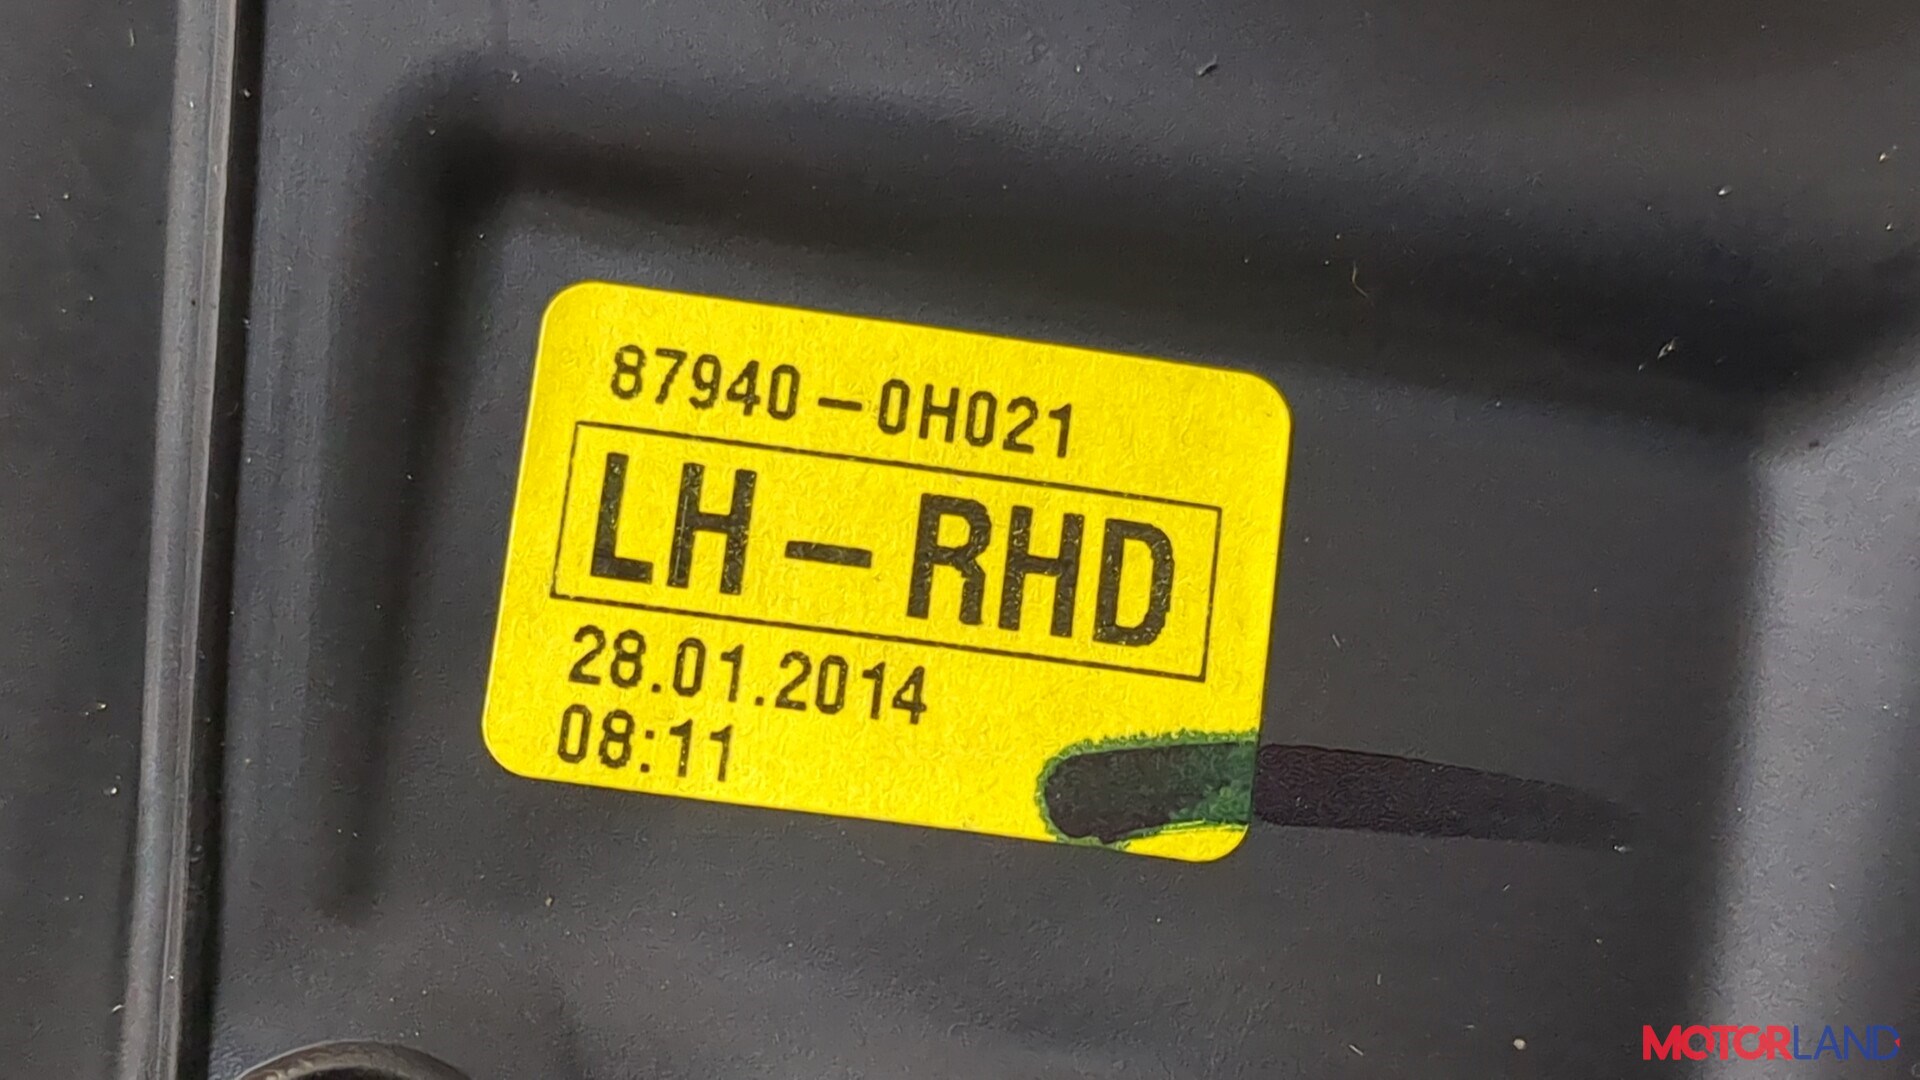 87940-0H021
LH-RHD
28.01.2014
08:11
MOTORLAND